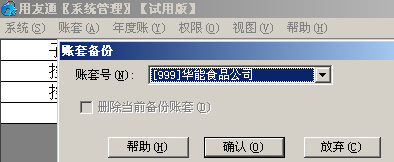 用友通〖系统管理〗【试用版】
系统(S) 账套(A) 年度账(Y) 权限(O) 视图(V) 帮助(H)
账套备份
账套号(N): [999]华能食品公司
删除当前备份账套(D)
帮助(H) 确认(O) 放弃(C)